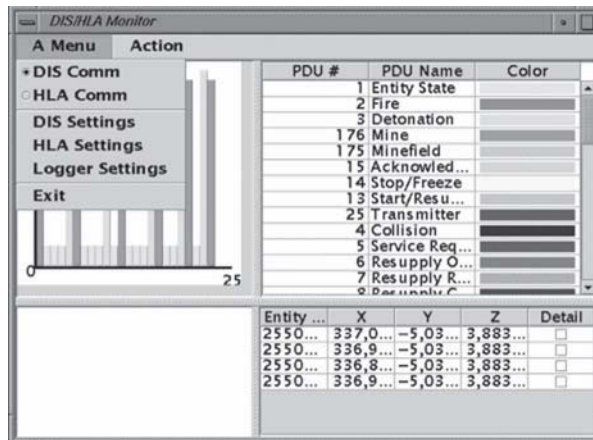 DIS/HLA Monitor
A Menu Action
DIS Comm
HLA Comm
DIS Settings
HLA Settings
Logger Settings
Exit
0
25
PDU # PDU Name Color
1 Entity State
2 Fire
3 Detonation
176 Mine
175 Minefield
15 Acknowled...
14 Stop/Freeze
13 Start/Resu...
25 Transmitter
4 Collision
5 Service Req...
6 Resupply O...
7 Resupply R...
8 Resupply C...
Entity ... X Y Z Detail
2550... 337,0... −5,03... 3,883...
2550... 336,9... −5,03... 3,883...
2550... 336,8... −5,03... 3,883...
2550... 336,9... −5,03... 3,883...